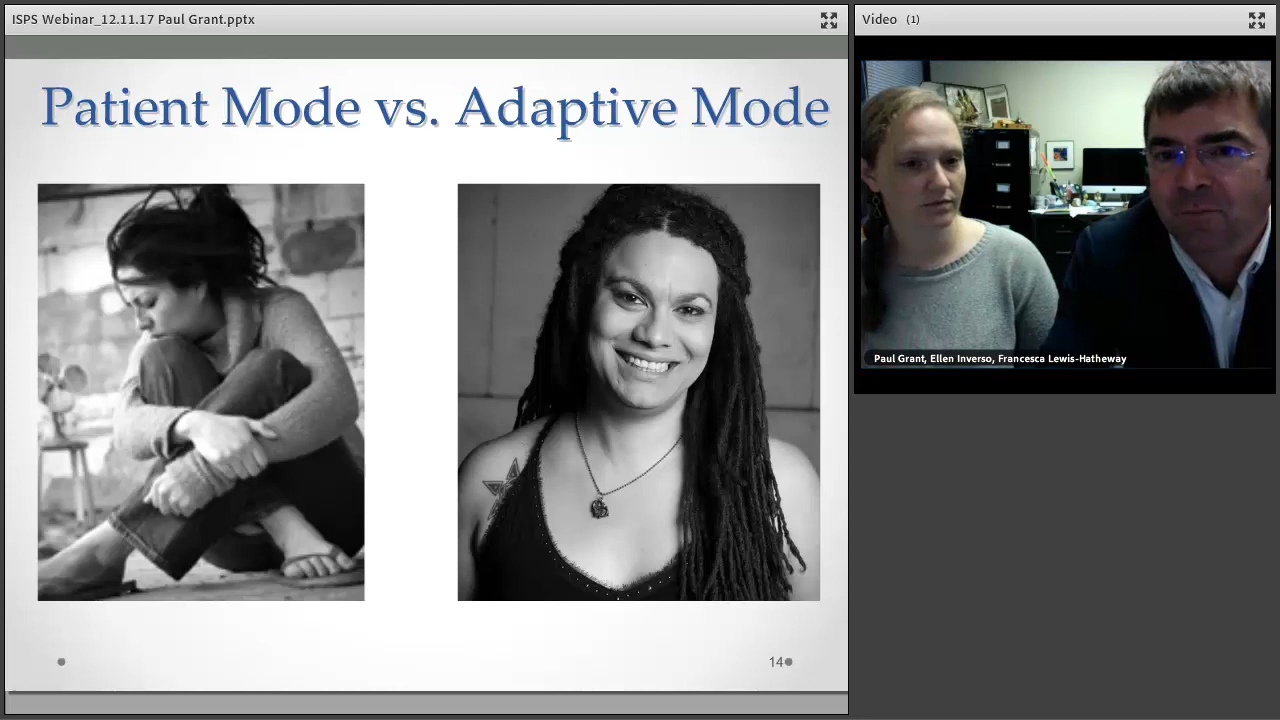 ISPS Webinar_12.11.17 Paul Grant.pptx
Video (1)
Patient Mode vs. Adaptive Mode
Paul Grant, Ellen Inverso, Francesca Lewis-Hatheway
14